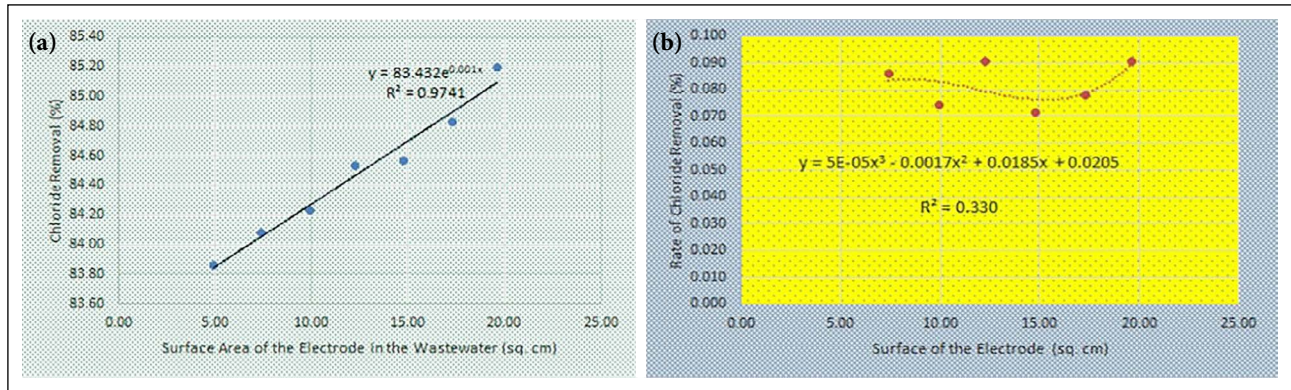 (a)
85.40
85.20
85.00
84.80
84.60
84.40
84.20
84.00
83.80
83.60
Chloride Removal (%)
y = 83.432e^0.001x
R² = 0.9741
0.00 5.00 10.00 15.00 20.00 25.00
Surface Area of the Electrode in the Wastewater (sq. cm)
(b)
0.100
0.090
0.080
0.070
0.060
0.050
0.040
0.030
0.020
0.010
0.000
Rate of Chloride Removal (%)
y = 5E-05x³ - 0.0017x² + 0.0185x + 0.0205
R² = 0.330
0.00 5.00 10.00 15.00 20.00 25.00
Surface of the Electrode (sq. cm)